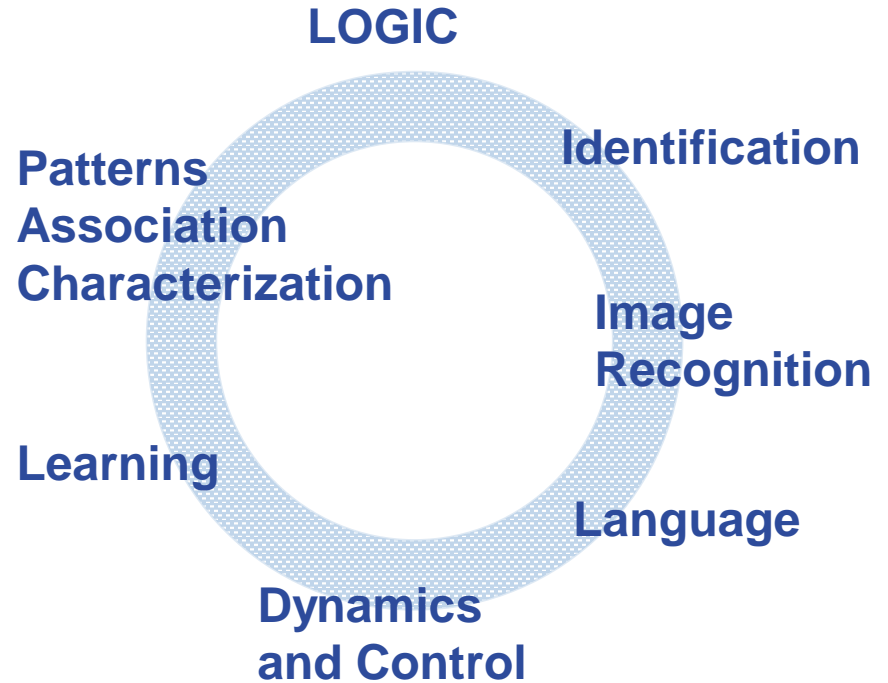 LOGIC
Identification
Patterns
Association
Characterization
Image
Recognition
Learning
Language
Dynamics
and Control